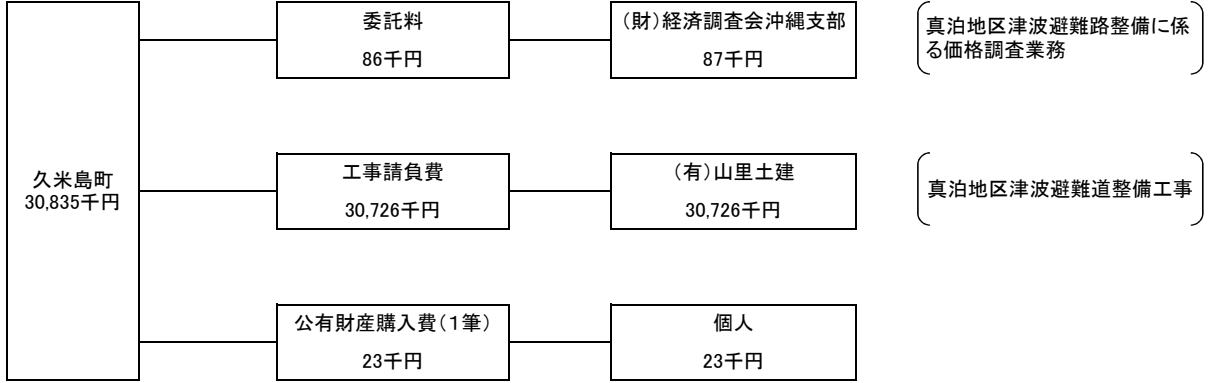 委託料
86千円
(財)経済調査会沖縄支部
87千円
真泊地区津波避難路整備に係
る価格調査業務
久米島町
30,835千円
工事請負費
30,726千円
(有)山里土建
30,726千円
真泊地区津波避難道整備工事
公有財産購入費(1筆)
23千円
個人
23千円